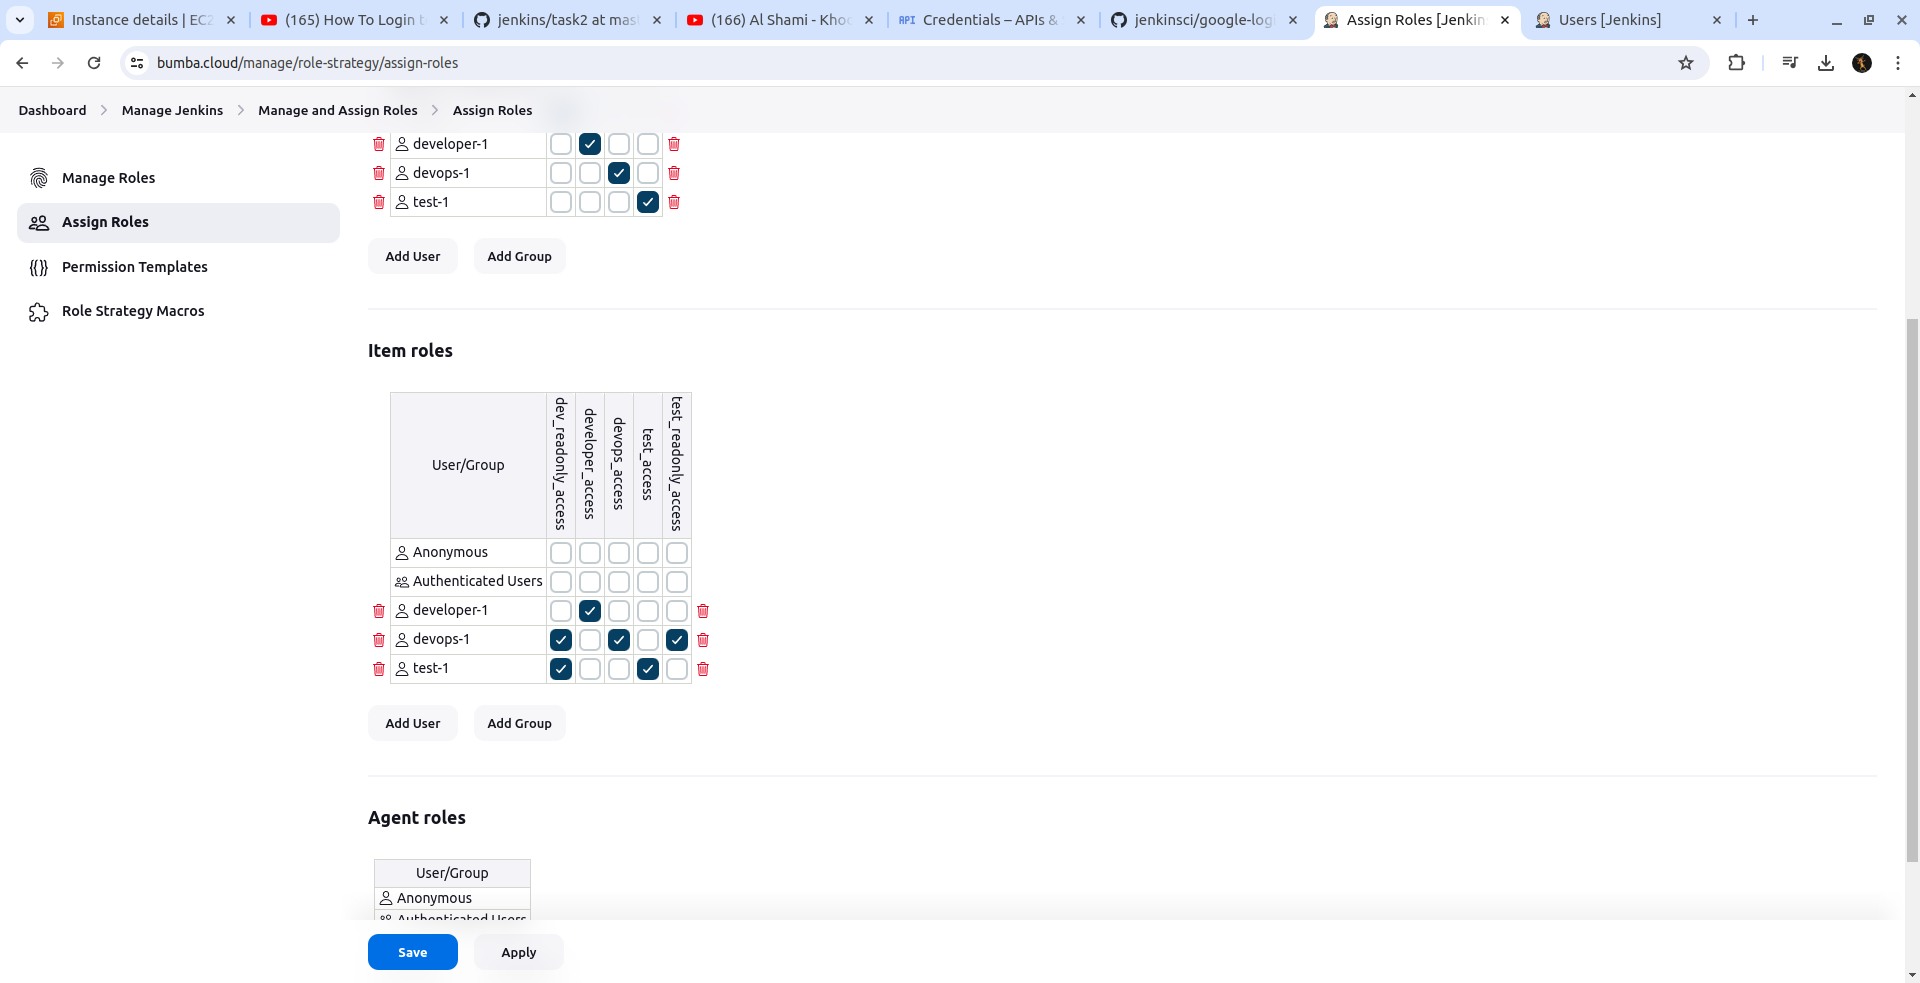 Instance details | EC2
(165) How To Login t
jenkins/task2 at mas
(166) Al Shami - Kho
API Credentials – APIs &
jenkinsci/google-log
Assign Roles [Jenkin
Users [Jenkins]
bumba.cloud/manage/role-strategy/assign-roles
Dashboard
Manage Jenkins
Manage and Assign Roles
Assign Roles
Manage Roles
Assign Roles
Permission Templates
Role Strategy Macros
developer-1
devops-1
test-1
Add User
Add Group
Item roles
User/Group
dev_readonly_access
developer_access
devops_access
test_access
test_readonly_access
Anonymous
Authenticated Users
developer-1
devops-1
test-1
Add User
Add Group
Agent roles
User/Group
Anonymous
Authenticated Users
Save
Apply